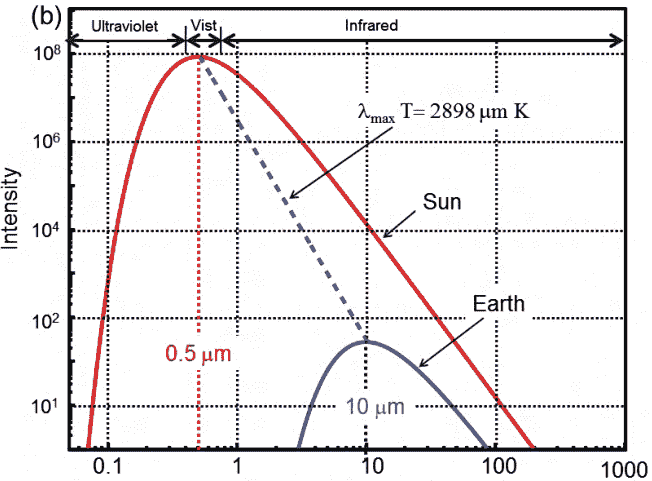 (b)
Ultraviolet
Vist
Infrared
10⁸
10⁶
10⁴
10²
10¹
Intensity
λmax T= 2898 μm K
Sun
Earth
0.5 μm
10 μm
0.1
1
10
100
1000